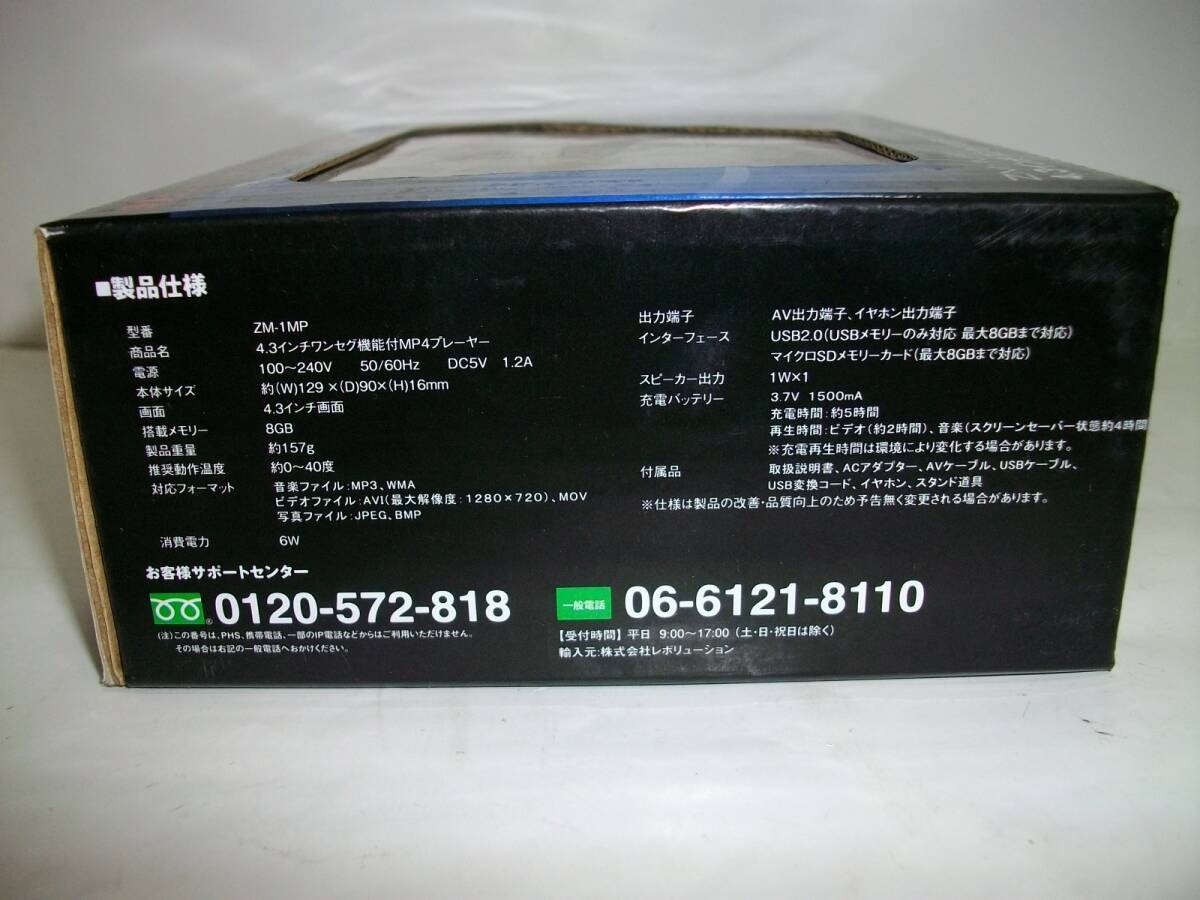 ■製品仕様
型番 ZM-1MP
商品名 4.3インチワンセグ機能付MP4プレーヤー
電源 100～240V 50/60Hz DC5V 1.2A
本体サイズ 約(W)129×(D)90×(H)16mm
画面 4.3インチ画面
搭載メモリー 8GB
製品重量 約157g
推奨動作温度 約0～40度
対応フォーマット 音楽ファイル:MP3、WMA
ビデオファイル:AVI(最大解像度:1280×720)、MOV
写真ファイル:JPEG、BMP
消費電力 6W
出力端子 AV出力端子、イヤホン出力端子
インターフェース USB2.0(USBメモリーのみ対応 最大8GBまで対応)
マイクロSDメモリーカード(最大8GBまで対応)
スピーカー出力 1W×1
充電バッテリー 3.7V 1500mA
充電時間:約5時間
再生時間:ビデオ(約2時間)、音楽(スクリーンセーバー状態約4時間
※充電再生時間は環境により変化する場合があります。
付属品 取扱説明書、ACアダプター、AVケーブル、USBケーブル、
USB変換コード、イヤホン、スタンド道具
※仕様は製品の改善・品質向上のため予告無く変更される場合があります。
お客様サポートセンター
0120-572-818
(注)この番号は、PHS、携帯電話、一部のIP電話などからはご利用いただけません。
その場合は右記の一般電話へおかけください。
一般電話 06-6121-8110
【受付時間】平日 9:00～17:00 (土・日・祝日は除く)
輸入元:株式会社レボリューション